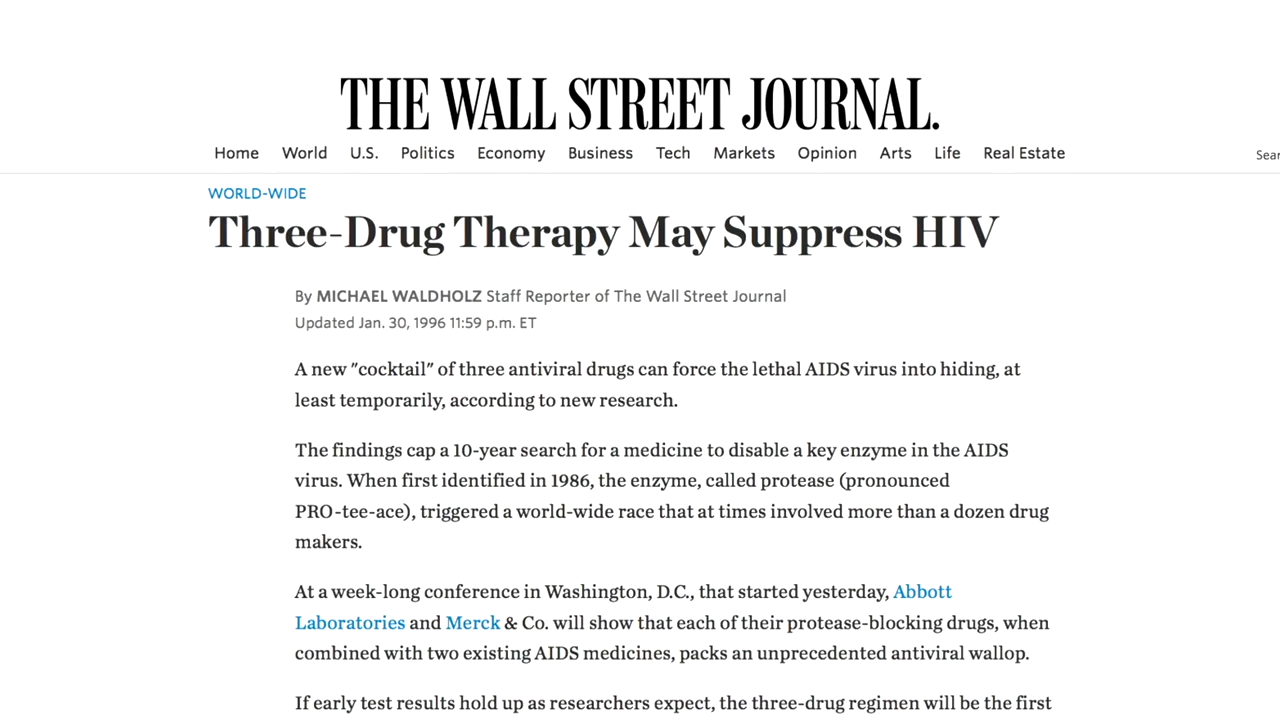 THE WALL STREET JOURNAL.
Home World U.S. Politics Economy Business Tech Markets Opinion Arts Life Real Estate
WORLD-WIDE
Three-Drug Therapy May Suppress HIV
By MICHAEL WALDHOLZ Staff Reporter of The Wall Street Journal
Updated Jan. 30, 1996 11:59 p.m. ET
A new "cocktail" of three antiviral drugs can force the lethal AIDS virus into hiding, at
least temporarily, according to new research.
The findings cap a 10-year search for a medicine to disable a key enzyme in the AIDS
virus. When first identified in 1986, the enzyme, called protease (pronounced
PRO-tee-ace), triggered a world-wide race that at times involved more than a dozen drug
makers.
At a week-long conference in Washington, D.C., that started yesterday, Abbott
Laboratories and Merck & Co. will show that each of their protease-blocking drugs, when
combined with two existing AIDS medicines, packs an unprecedented antiviral wallop.
If early test results hold up as researchers expect, the three-drug regimen will be the first